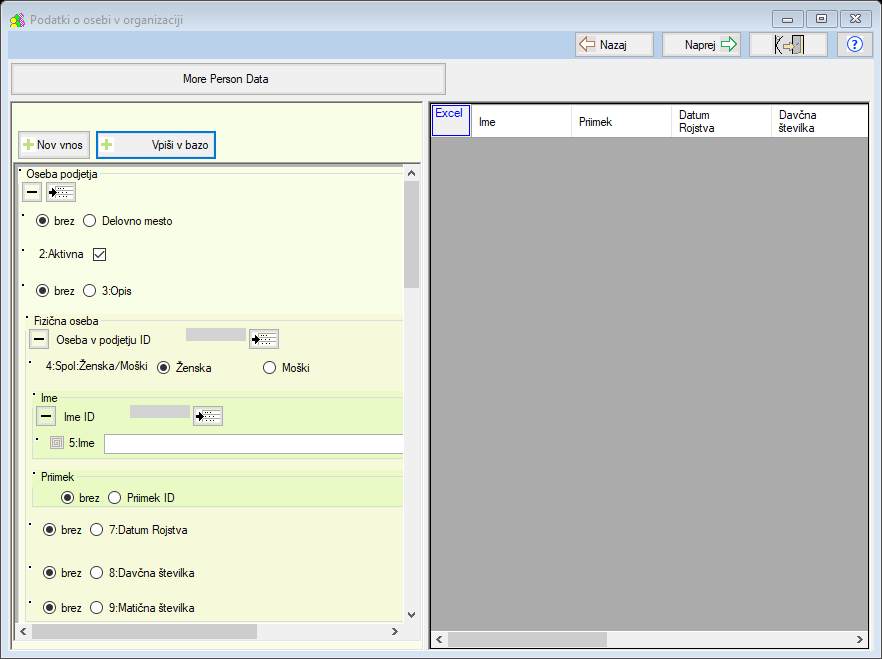 Podatki o osebi v organizaciji
Nazaj
Naprej
?
More Person Data
Nov vnos
Vpiši v bazo
Oseba podjetja
brez
Delovno mesto
2:Aktivna
brez
3:Opis
Fizična oseba
Oseba v podjetju ID
4:Spol:Ženska/Moški
Ženska
Moški
Ime
Ime ID
5:Ime
Priimek
brez
Priimek ID
brez
7:Datum Rojstva
brez
8:Davčna številka
brez
9:Matična številka
Excel
Ime
Priimek
Datum
Rojstva
Davčna
številka